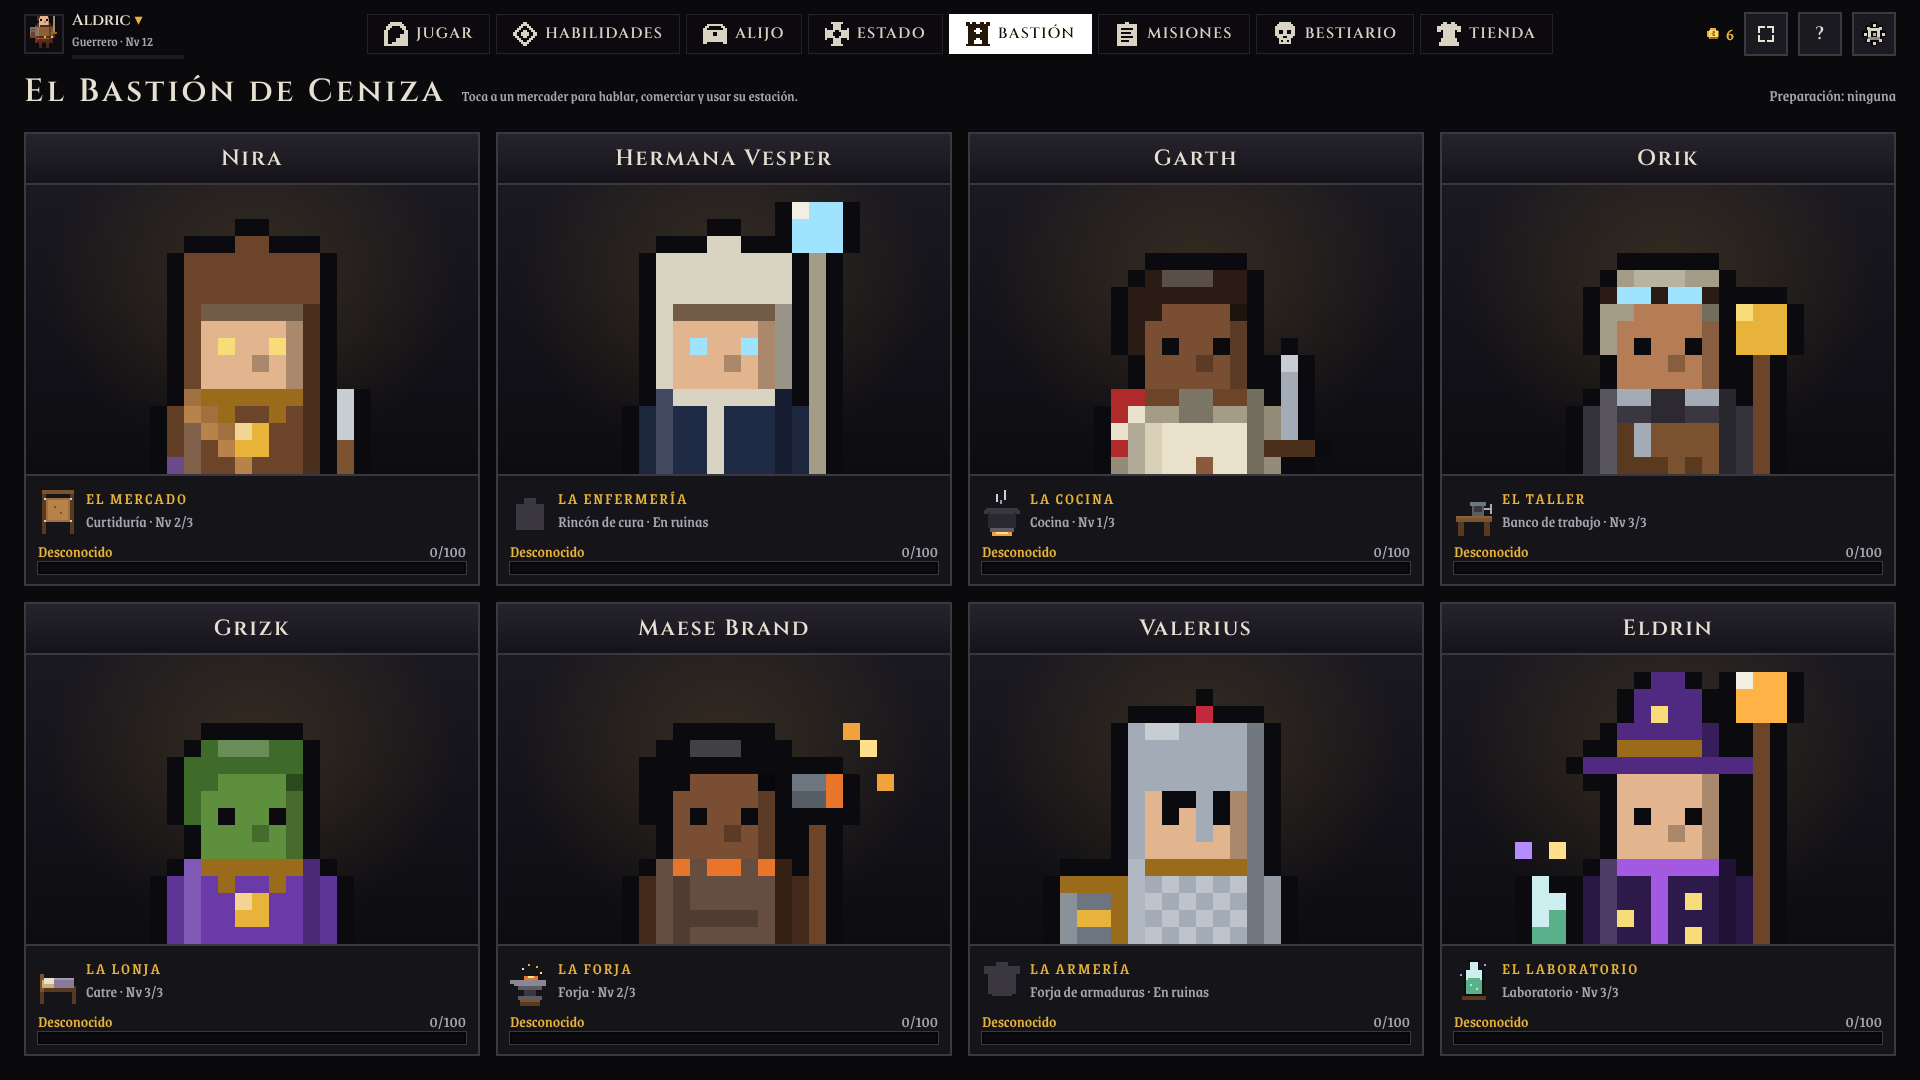 ALDRIC ▼
Guerrero · Nv 12
JUGAR
HABILIDADES
ALIJO
ESTADO
BASTIÓN
MISIONES
BESTIARIO
TIENDA
6
?
EL BASTIÓN DE CENIZA
Toca a un mercader para hablar, comerciar y usar su estación.
Preparación: ninguna
NIRA
HERMANA VESPER
GARTH
ORIK
EL MERCADO
Curtiduría · Nv 2/3
Desconocido 0/100
LA ENFERMERÍA
Rincón de cura · En ruinas
Desconocido 0/100
LA COCINA
Cocina · Nv 1/3
Desconocido 0/100
EL TALLER
Banco de trabajo · Nv 3/3
Desconocido 0/100
GRIZK
MAESE BRAND
VALERIUS
ELDRIN
LA LONJA
Catre · Nv 3/3
Desconocido 0/100
LA FORJA
Forja · Nv 2/3
Desconocido 0/100
LA ARMERÍA
Forja de armaduras · En ruinas
Desconocido 0/100
EL LABORATORIO
Laboratorio · Nv 3/3
Desconocido 0/100